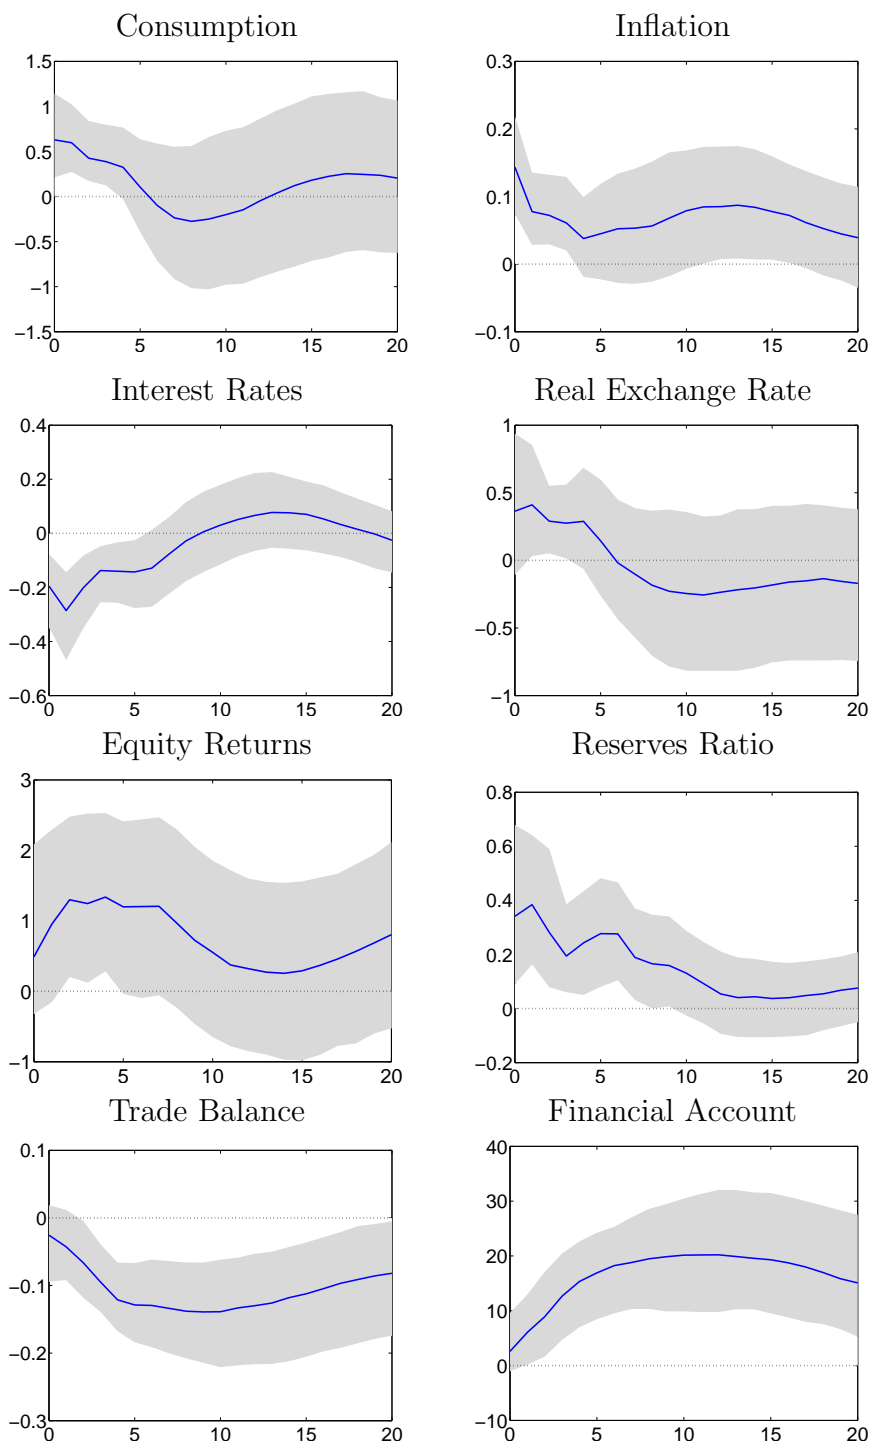 Consumption
1.5
1
0.5
0
−0.5
−1
−1.5
0 5 10 15 20
Inflation
0.3
0.2
0.1
0
−0.1
0 5 10 15 20
Interest Rates
0.4
0.2
0
−0.2
−0.4
−0.6
0 5 10 15 20
Real Exchange Rate
1
0.5
0
−0.5
−1
0 5 10 15 20
Equity Returns
3
2
1
0
−1
0 5 10 15 20
Reserves Ratio
0.8
0.6
0.4
0.2
0
−0.2
0 5 10 15 20
Trade Balance
0.1
0
−0.1
−0.2
−0.3
0 5 10 15 20
Financial Account
40
30
20
10
0
−10
0 5 10 15 20